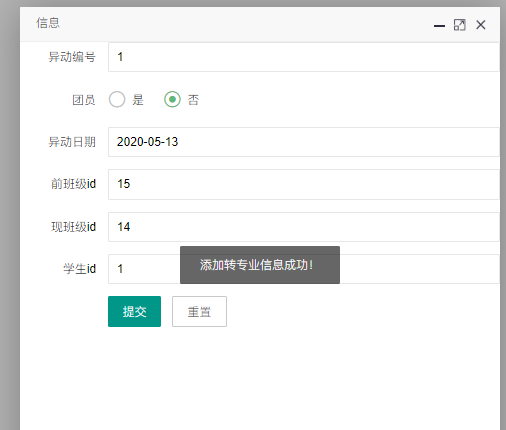 信息
异动编号 1
团员 是 否
异动日期 2020-05-13
前班级id 15
现班级id 14
学生id 1
添加转专业信息成功！
提交 重置